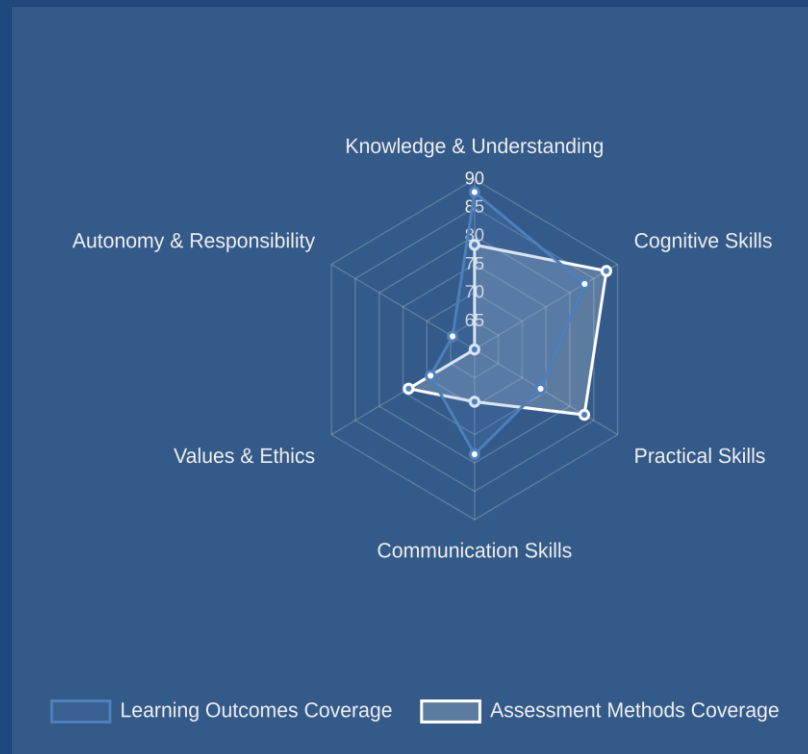 Knowledge & Understanding
90
85
80
75
70
65
Autonomy & Responsibility
Cognitive Skills
Values & Ethics
Practical Skills
Communication Skills
Learning Outcomes Coverage
Assessment Methods Coverage